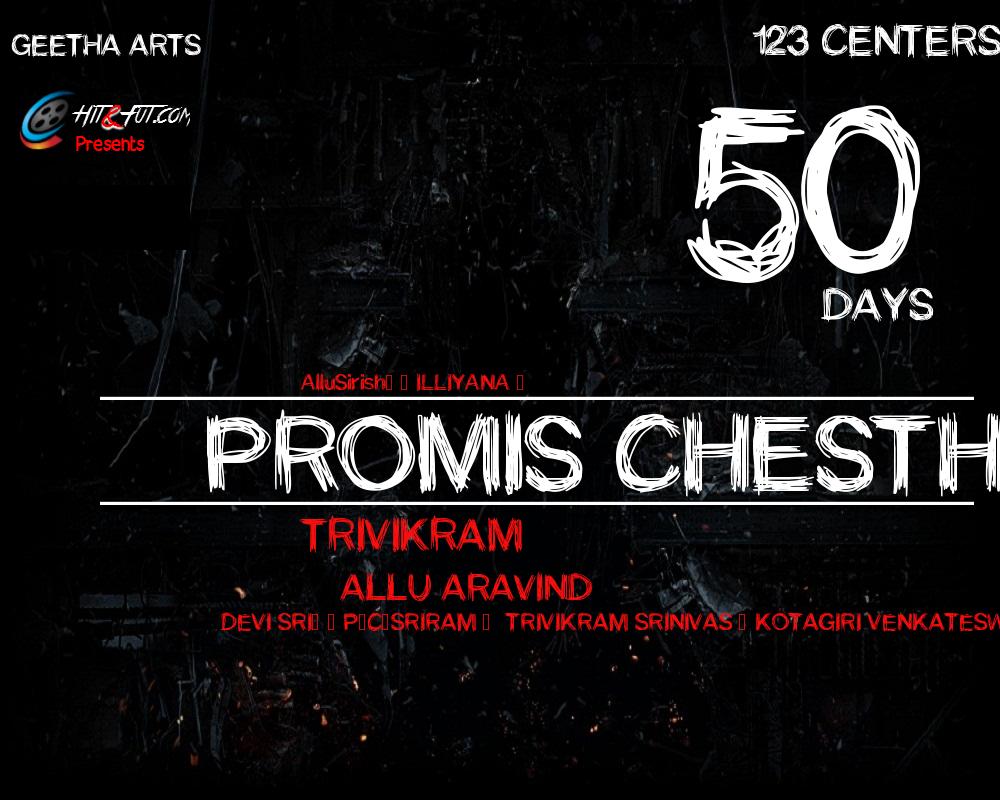 GEETHA ARTS
123 CENTERS
HIT&FUT.COM
Presents
50
DAYS
AlluSirish ILLIYANA
PROMIS CHESTH
TRIVIKRAM
ALLU ARAVIND
DEVI SRI P C SRIRAM TRIVIKRAM SRINIVAS KOTAGIRI VENKATESW